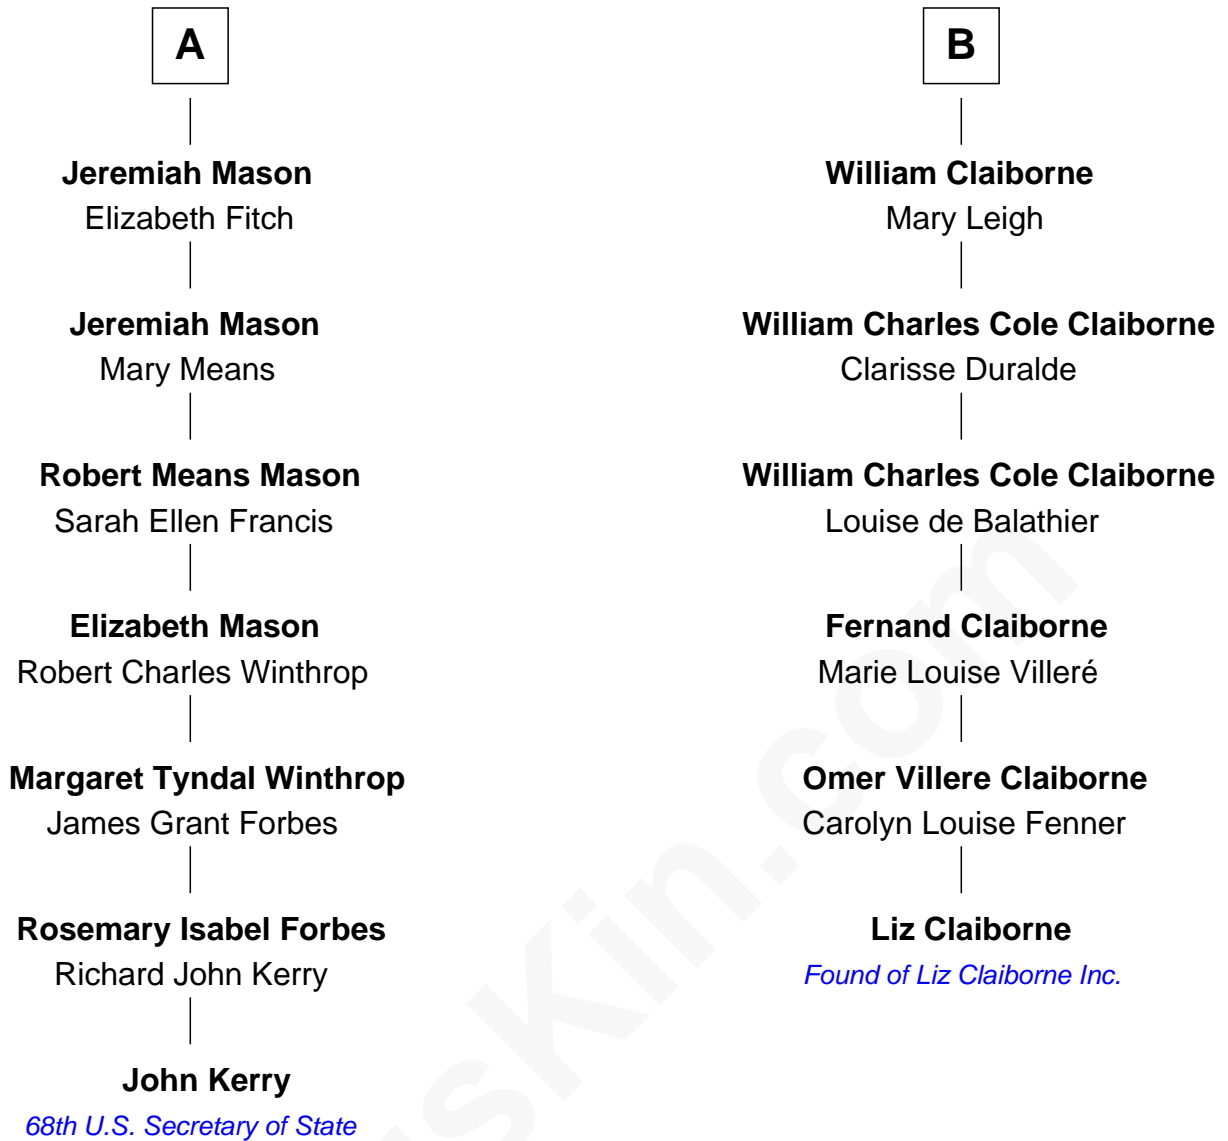 A
Jeremiah Mason
Elizabeth Fitch
Jeremiah Mason
Mary Means
Robert Means Mason
Sarah Ellen Francis
Elizabeth Mason
Robert Charles Winthrop
Margaret Tyndal Winthrop
James Grant Forbes
Rosemary Isabel Forbes
Richard John Kerry
John Kerry
68th U.S. Secretary of State
B
William Claiborne
Mary Leigh
William Charles Cole Claiborne
Clarisse Duralde
William Charles Cole Claiborne
Louise de Balathier
Fernand Claiborne
Marie Louise Villeré
Omer Villere Claiborne
Carolyn Louise Fenner
Liz Claiborne
Found of Liz Claiborne Inc.
usKin.com